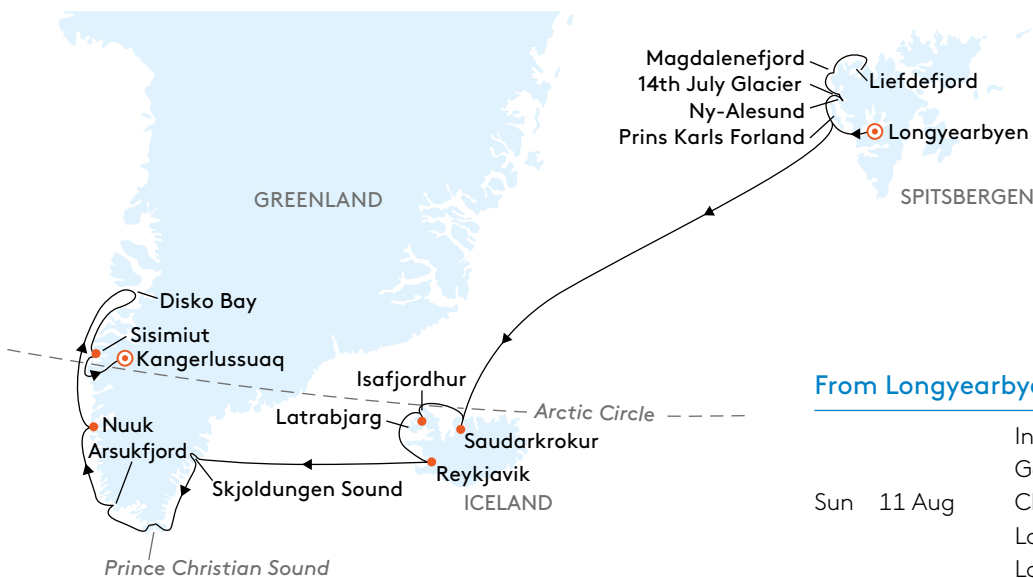 Magdalenefjord
14th July Glacier
Ny-Alesund
Prins Karls Forland
Liefdefjord
Longyearbyen
SPITSBERGEN
GREENLAND
Disko Bay
Sisimiut
Kangerlussuaq
Isafjordhur
Latrabjarg
Arctic Circle
Saudarkrokur
Reykjavik
ICELAND
Nuuk
Arsukfjord
Skjoldungen Sound
Prince Christian Sound
From Longyearbye
Sun 11 Aug